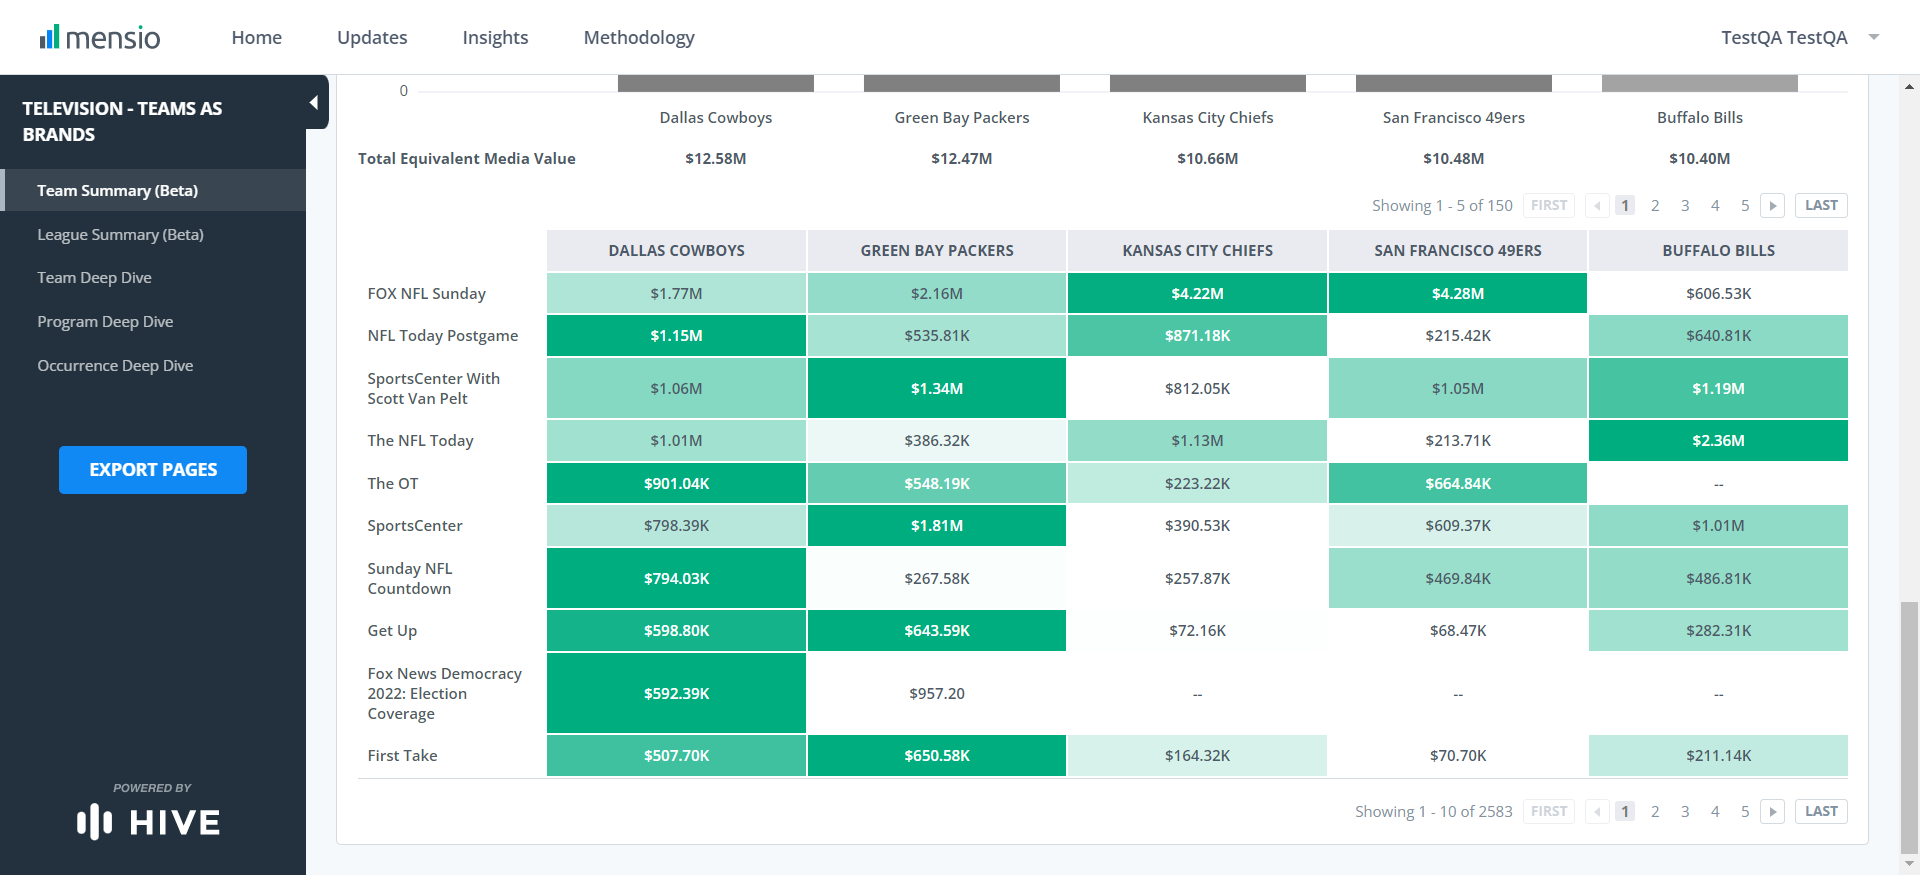 mensio
Home Updates Insights Methodology TestQA TestQA
TELEVISION - TEAMS AS
BRANDS
Team Summary (Beta)
League Summary (Beta)
Team Deep Dive
Program Deep Dive
Occurrence Deep Dive
EXPORT PAGES
POWERED BY
HIVE
0
Dallas Cowboys Green Bay Packers Kansas City Chiefs San Francisco 49ers Buffalo Bills
Total Equivalent Media Value $12.58M $12.47M $10.66M $10.48M $10.40M
Showing 1 - 5 of 150 FIRST 1 2 3 4 5 LAST
DALLAS COWBOYS GREEN BAY PACKERS KANSAS CITY CHIEFS SAN FRANCISCO 49ERS BUFFALO BILLS
FOX NFL Sunday $1.77M $2.16M $4.22M $4.28M $606.53K
NFL Today Postgame $1.15M $535.81K $871.18K $215.42K $640.81K
SportsCenter With
Scott Van Pelt $1.06M $1.34M $812.05K $1.05M $1.19M
The NFL Today $1.01M $386.32K $1.13M $213.71K $2.36M
The OT $901.04K $548.19K $223.22K $664.84K --
SportsCenter $798.39K $1.81M $390.53K $609.37K $1.01M
Sunday NFL
Countdown $794.03K $267.58K $257.87K $469.84K $486.81K
Get Up $598.80K $643.59K $72.16K $68.47K $282.31K
Fox News Democracy
2022: Election $592.39K $957.20 -- -- --
Coverage
First Take $507.70K $650.58K $164.32K $70.70K $211.14K
Showing 1 - 10 of 2583 FIRST 1 2 3 4 5 LAST